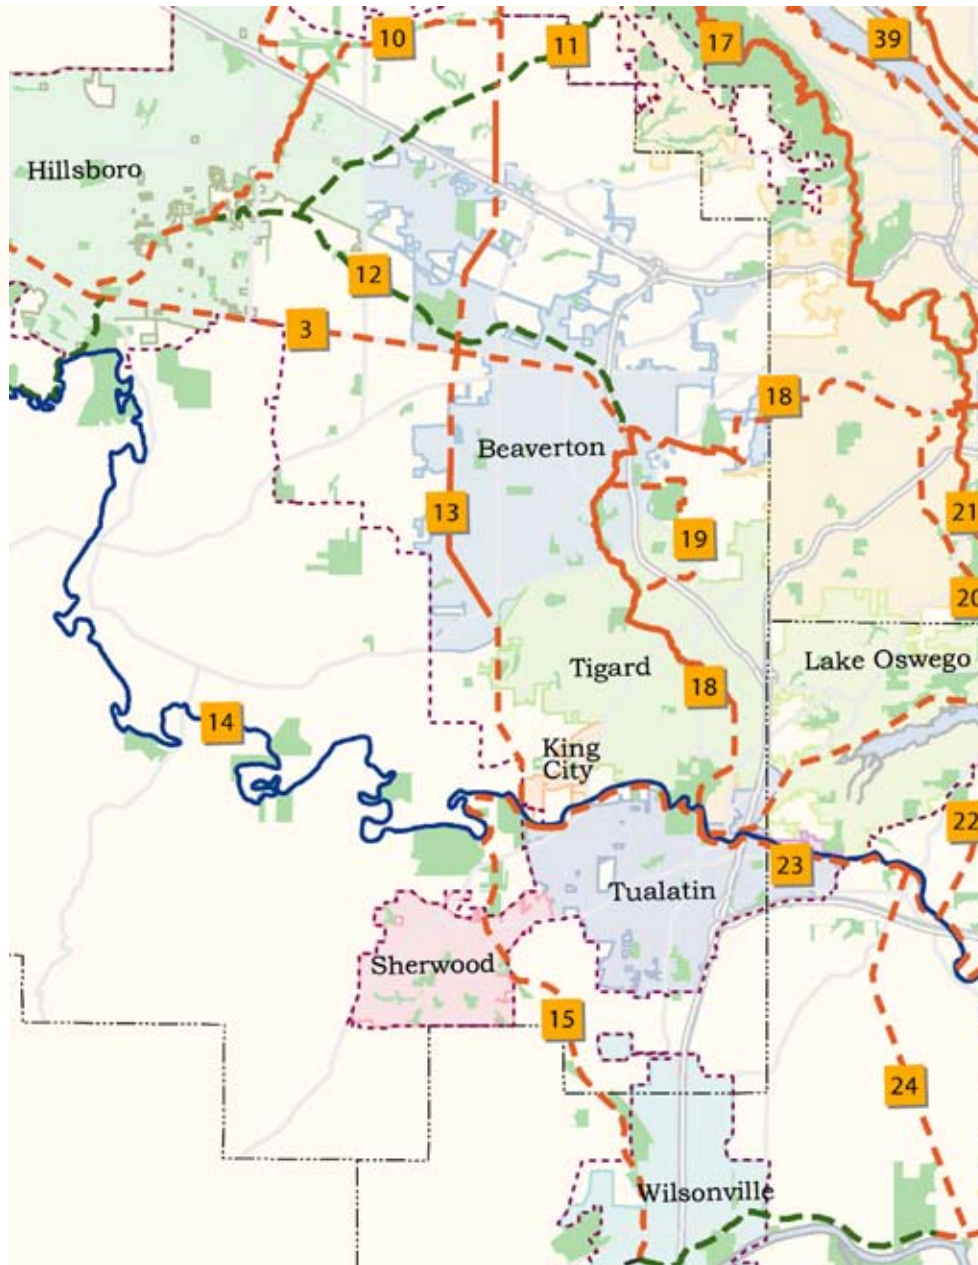 10
11
17
39
Hillsboro
12
3
18
Beaverton
13
21
19
20
Tigard
Lake Oswego
18
14
King
City
22
23
Tualatin
Sherwood
15
24
Wilsonville